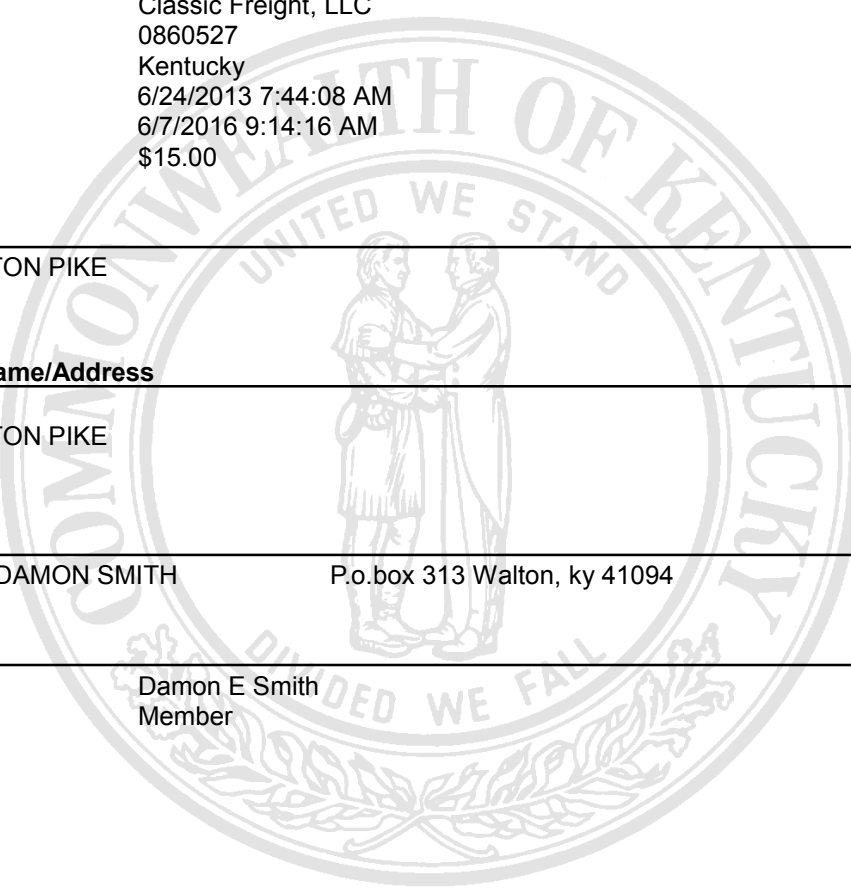 Classic Freight, LLC
0860527
Kentucky
6/24/2013 7:44:08 AM
6/7/2016 9:14:16 AM
$15.00
COMMONWEALTH OF KENTUCKY
UNITED WE STAND
TON PIKE
ame/Address
TON PIKE
DAMON SMITH P.o.box 313 Walton, ky 41094
DIVIDED WE FALL
Damon E Smith
Member